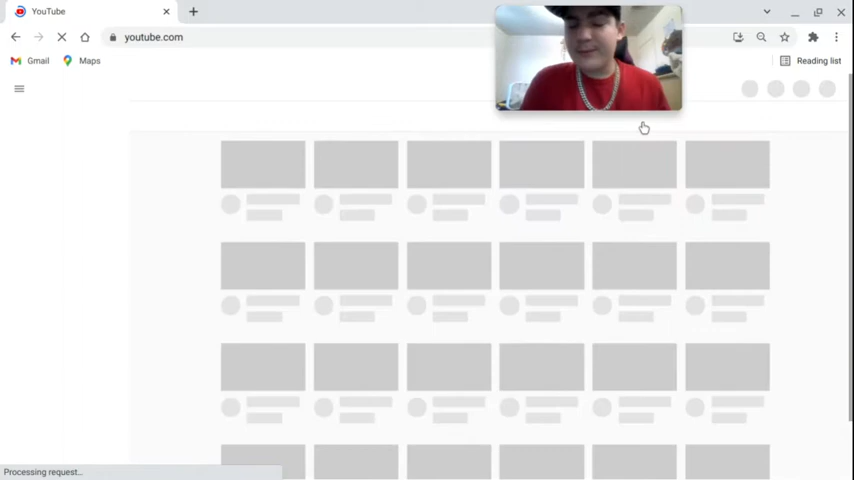 YouTube
youtube.com
Gmail
Maps
Reading list
Processing request...